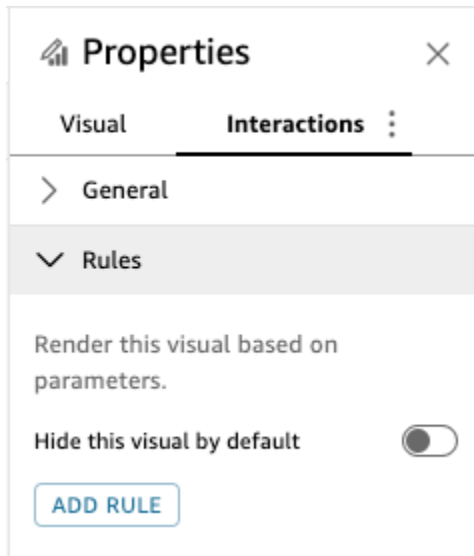 Properties
Visual Interactions
General
Rules
Render this visual based on
parameters.
Hide this visual by default
ADD RULE